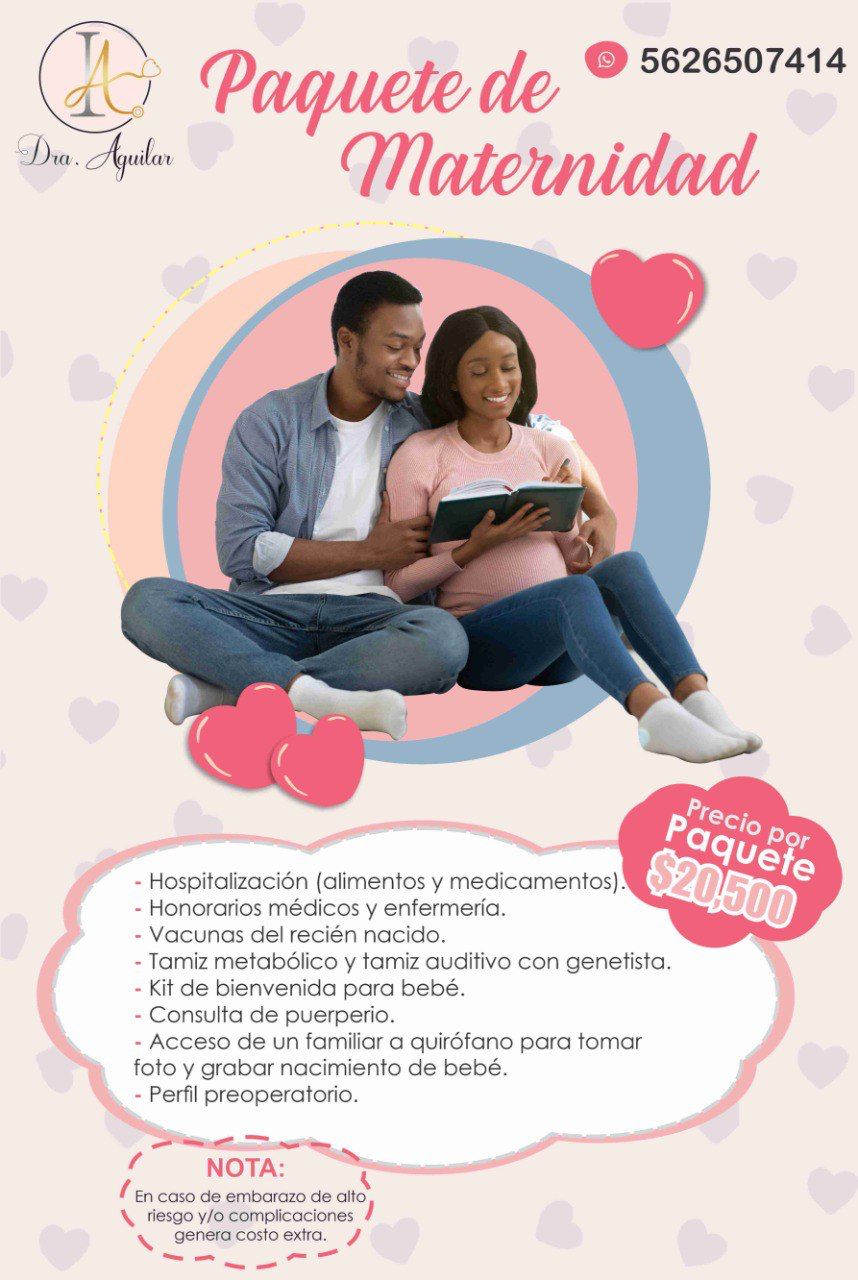 IA
Dra. Aguilar
Paquete de
Maternidad
5626507414
Precio por
Paquete
$20,500
- Hospitalización (alimentos y medicamentos).
- Honorarios médicos y enfermería.
- Vacunas del recién nacido.
- Tamiz metabólico y tamiz auditivo con genetista.
- Kit de bienvenida para bebé.
- Consulta de puerperio.
- Acceso de un familiar a quirófano para tomar
foto y grabar nacimiento de bebé.
- Perfil preoperatorio.
NOTA:
En caso de embarazo de alto
riesgo y/o complicaciones
genera costo extra.